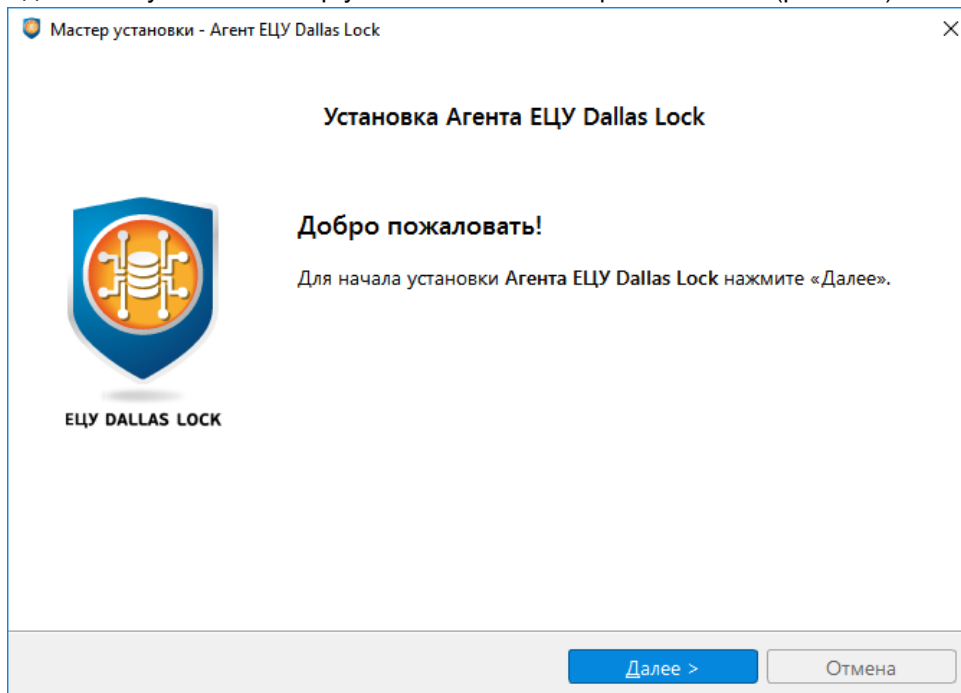 Мастер установки - Агент ЕЦУ Dallas Lock
Установка Агента ЕЦУ Dallas Lock
Добро пожаловать!
Для начала установки Агента ЕЦУ Dallas Lock нажмите «Далее».
ЕЦУ DALLAS LOCK
Далее >
Отмена